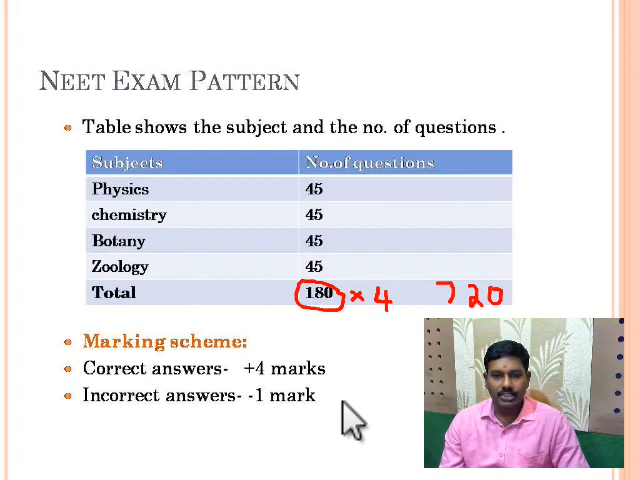 NEET EXAM PATTERN
Table shows the subject and the no. of questions .
Subjects No.of questions
Physics 45
chemistry 45
Botany 45
Zoology 45
Total 180 × 4 720
Marking scheme:
Correct answers- +4 marks
Incorrect answers- -1 mark